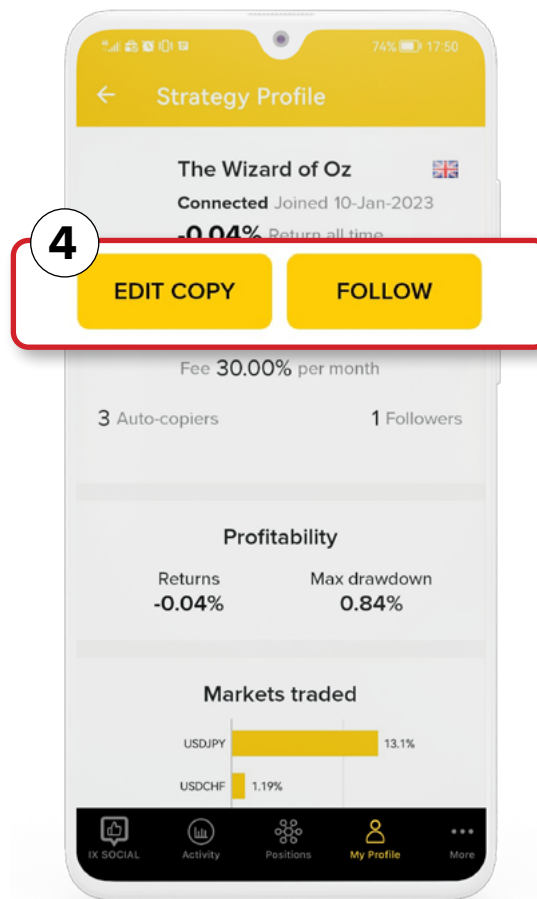 74% 17:50
Strategy Profile
The Wizard of Oz
Connected Joined 10-Jan-2023
-0.04% Return all time
4
EDIT COPY FOLLOW
Fee 30.00% per month
3 Auto-copiers 1 Followers
Profitability
Returns Max drawdown
-0.04% 0.84%
Markets traded
USDJPY 13.1%
USDCHF 1.19%
IX SOCIAL Activity Positions My Profile More